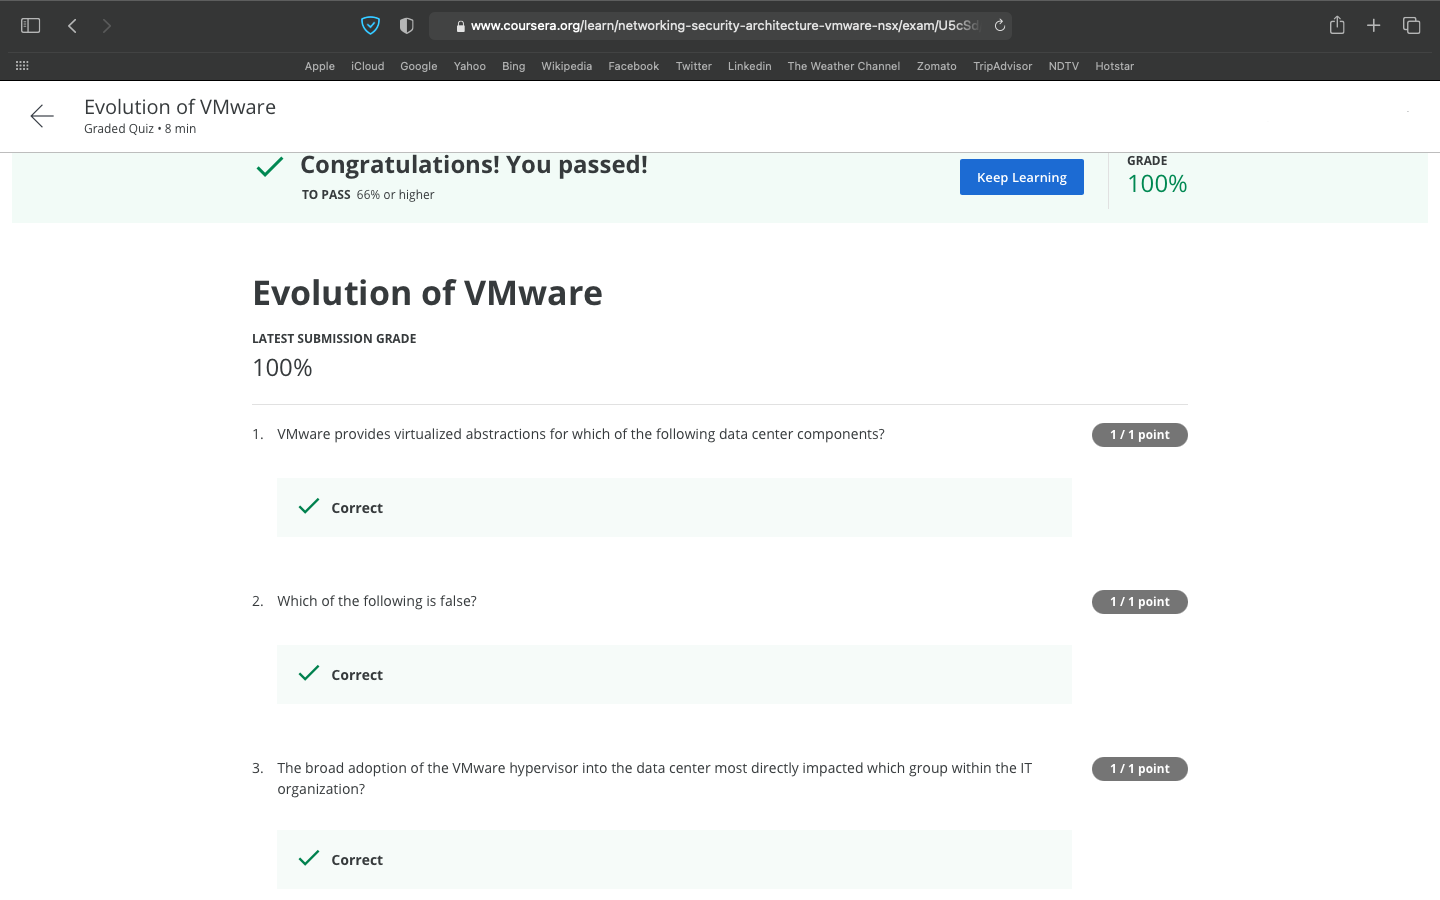 www.coursera.org/learn/networking-security-architecture-vmware-nsx/exam/U5cSd
Apple iCloud Google Yahoo Bing Wikipedia Facebook Twitter Linkedin The Weather Channel Zomato TripAdvisor NDTV Hotstar
Evolution of VMware
Graded Quiz • 8 min
Congratulations! You passed!
TO PASS 66% or higher
Keep Learning
GRADE
100%
Evolution of VMware
LATEST SUBMISSION GRADE
100%
1. VMware provides virtualized abstractions for which of the following data center components?
1 / 1 point
Correct
2. Which of the following is false?
1 / 1 point
Correct
3. The broad adoption of the VMware hypervisor into the data center most directly impacted which group within the IT
organization?
1 / 1 point
Correct